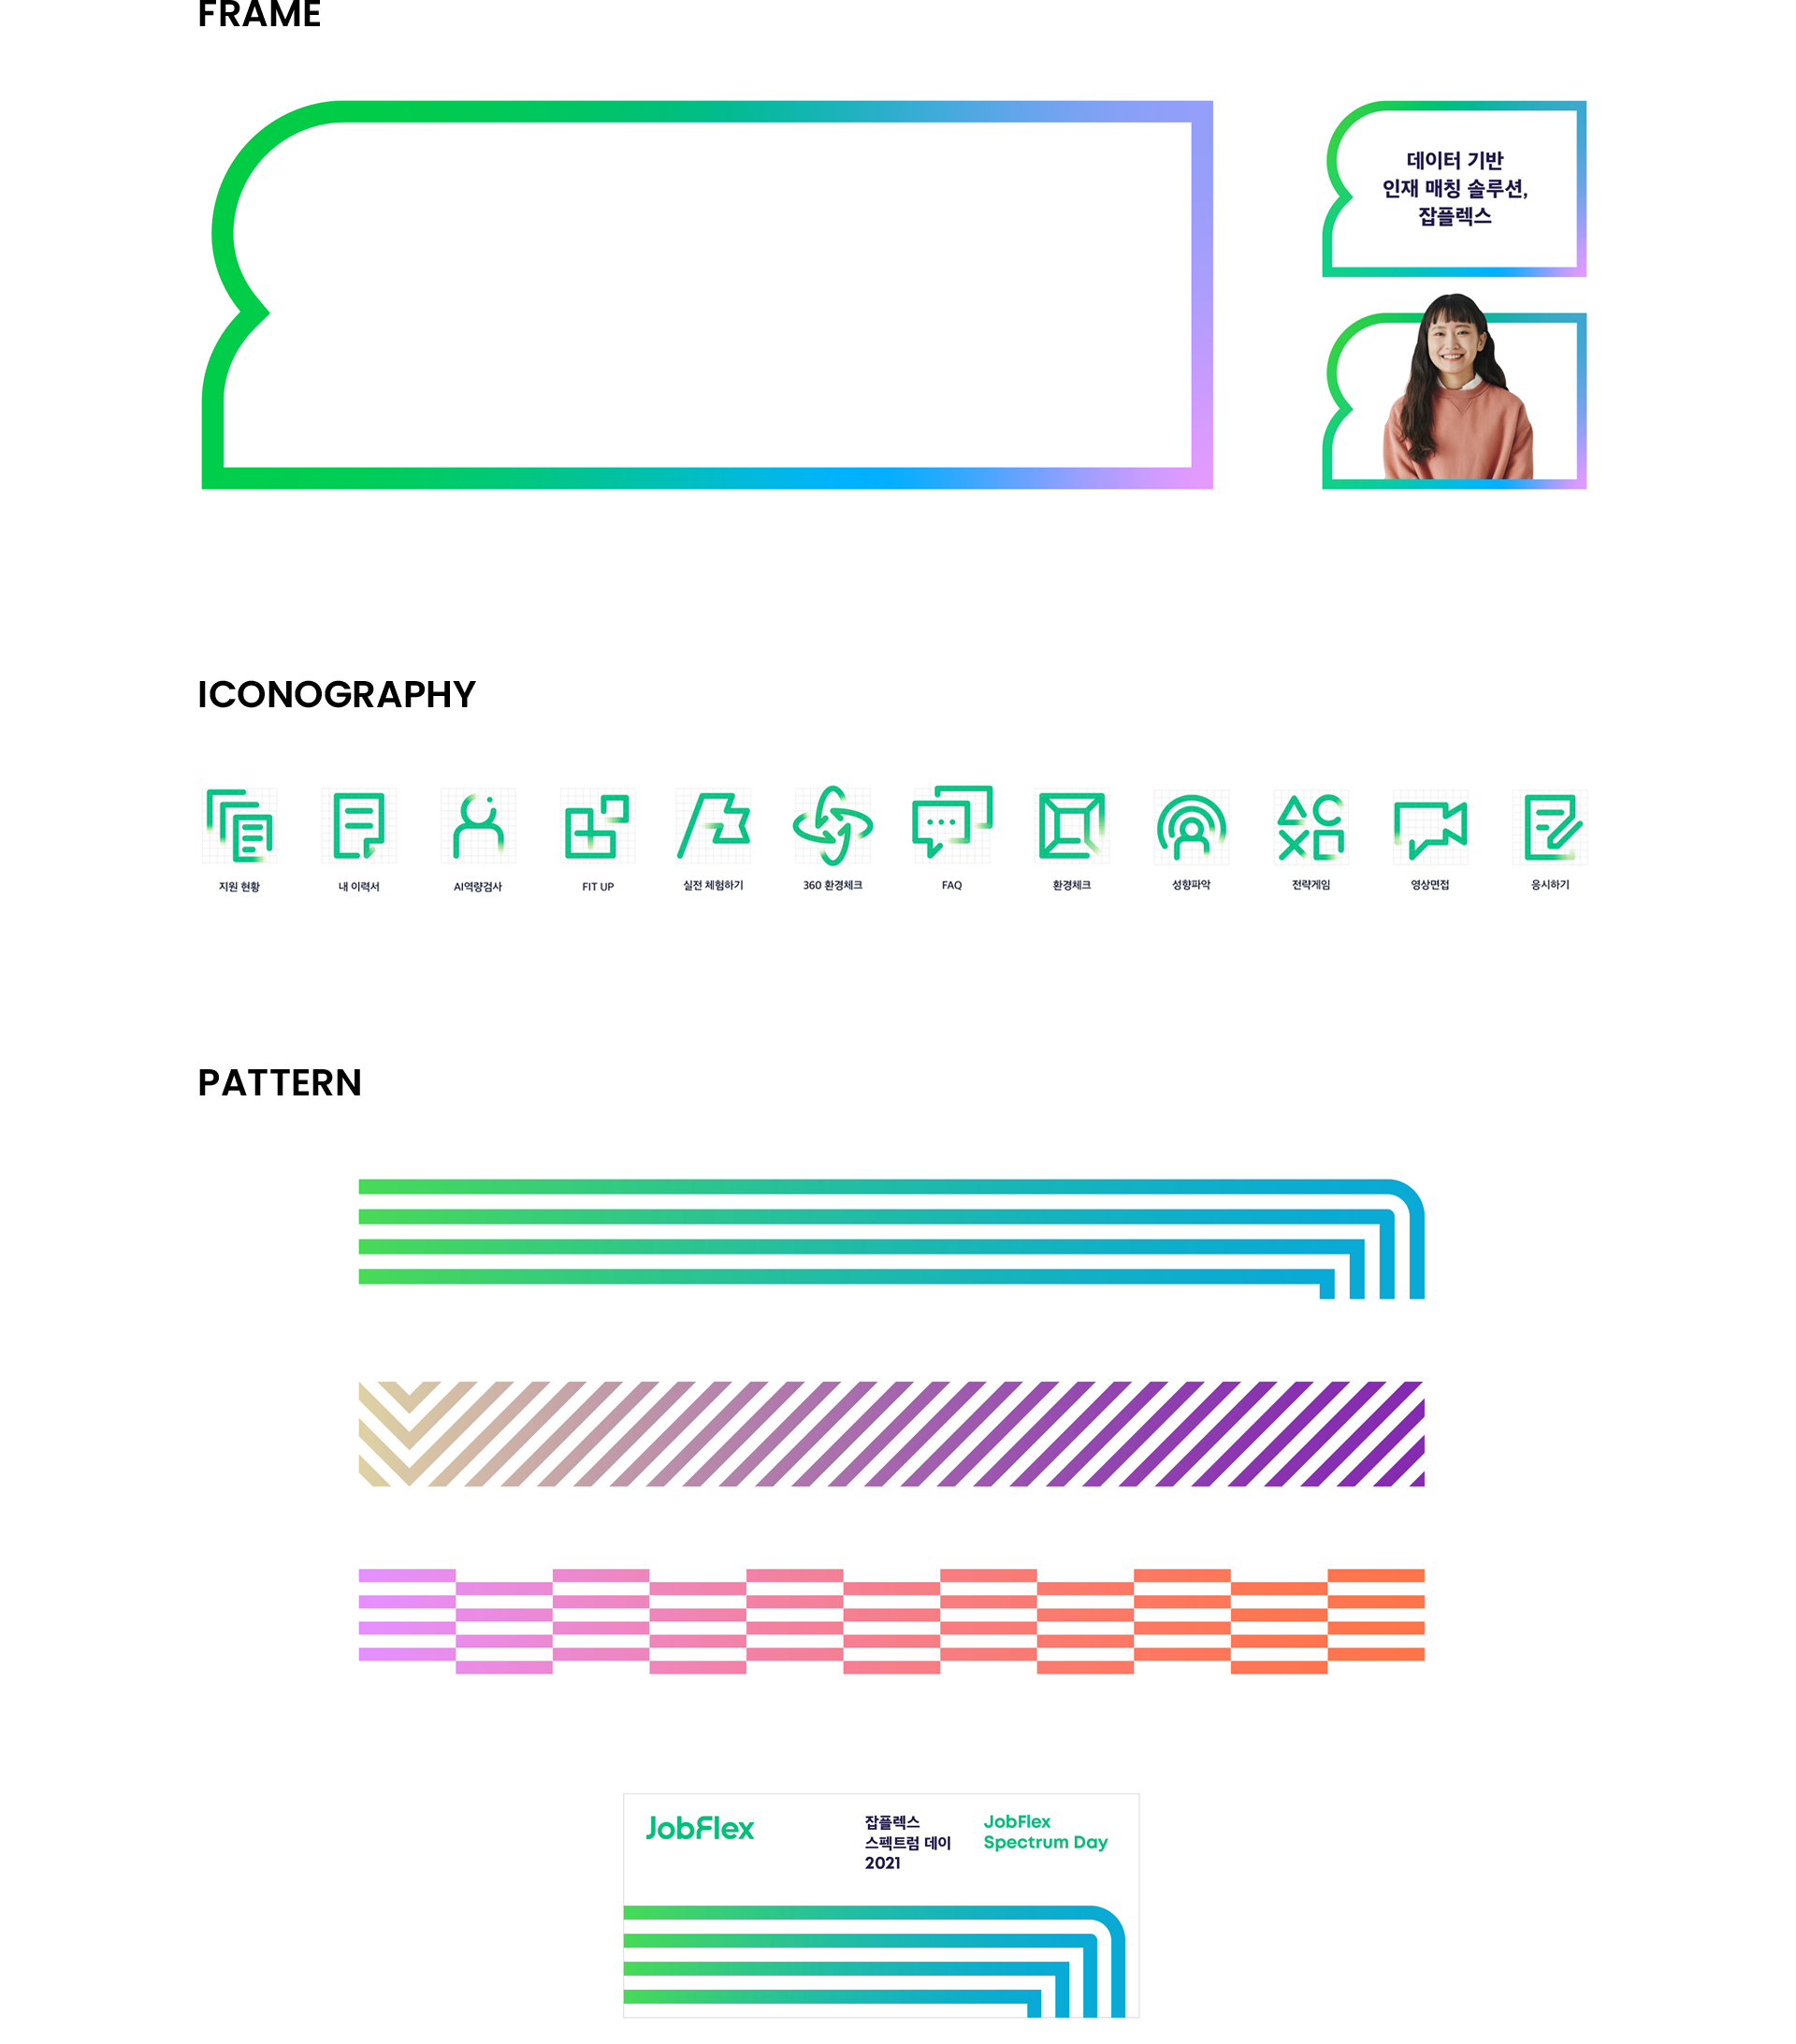 FRAME
데이터 기반
인재 매칭 솔루션,
잡플렉스
ICONOGRAPHY
지원 현황
내 이력서
AI역량검사
FIT UP
실전 체험하기
360 환경체크
FAQ
환경체크
성향파악
전략게임
영상면접
응시하기
PATTERN
JobFlex
잡플렉스
스펙트럼 데이
2021
JobFlex
Spectrum Day